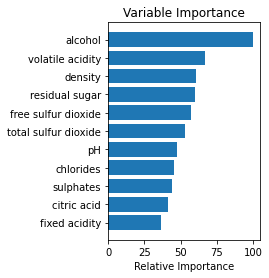 Variable Importance
alcohol
volatile acidity
density
residual sugar
free sulfur dioxide
total sulfur dioxide
pH
chlorides
sulphates
citric acid
fixed acidity
0 25 50 75 100
Relative Importance